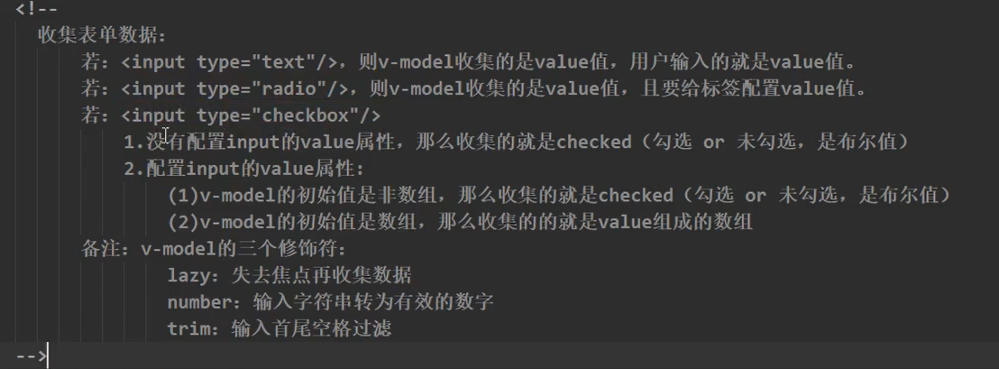 <!--
收集表单数据：
若：<input type="text"/>，则v-model收集的是value值，用户输入的就是value值。
若：<input type="radio"/>，则v-model收集的是value值，且要给标签配置value值。
若：<input type="checkbox"/>
1.没有配置input的value属性，那么收集的就是checked（勾选 or 未勾选，是布尔值）
2.配置input的value属性：
(1)v-model的初始值是非数组，那么收集的就是checked（勾选 or 未勾选，是布尔值）
(2)v-model的初始值是数组，那么收集的的就是value组成的数组
备注：v-model的三个修饰符：
lazy：失去焦点再收集数据
number：输入字符串转为有效的数字
trim：输入首尾空格过滤
-->